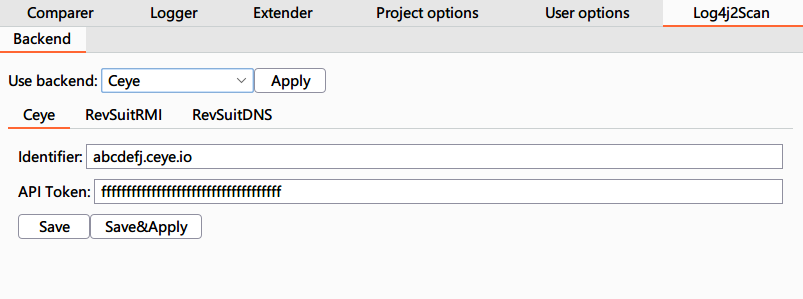 Comparer Logger Extender Project options User options Log4j2Scan
Backend
Use backend: Ceye Apply
Ceye RevSuitRMI RevSuitDNS
Identifier: abcdefj.ceye.io
API Token: ffffffffffffffffffffffffffffffffffff
Save Save&Apply